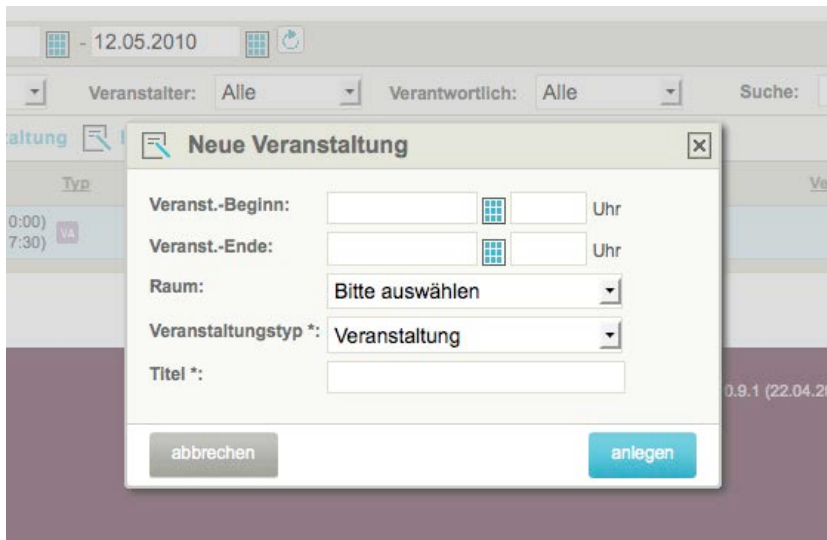 - 12.05.2010
Veranstalter: Alle Verantwortlich: Alle Suche:
altung
Neue Veranstaltung
Typ
0:00)
7:30) VA
Veranst.-Beginn: Uhr
Veranst.-Ende: Uhr
Raum: Bitte auswählen
Veranstaltungstyp *: Veranstaltung
Titel *:
0.9.1 (22.04.20
abbrechen anlegen